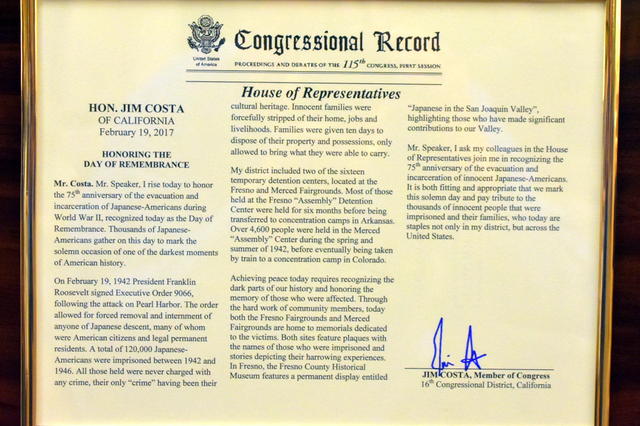 United States
of America
Congressional Record
PROCEEDINGS AND DEBATES OF THE 115th CONGRESS, FIRST SESSION
House of Representatives
HON. JIM COSTA
OF CALIFORNIA
February 19, 2017
HONORING THE
DAY OF REMEMBRANCE
Mr. Costa. Mr. Speaker, I rise today to honor
the 75th anniversary of the evacuation and
incarceration of Japanese-Americans during
World War II, recognized today as the Day of
Remembrance. Thousands of Japanese-
Americans gather on this day to mark the
solemn occasion of one of the darkest moments
of American history.
On February 19, 1942 President Franklin
Roosevelt signed Executive Order 9066,
following the attack on Pearl Harbor. The order
allowed for forced removal and internment of
anyone of Japanese descent, many of whom
were American citizens and legal permanent
residents. A total of 120,000 Japanese-
Americans were imprisoned between 1942 and
1946. All those held were never charged with
any crime, their only “crime” having been their
cultural heritage. Innocent families were
forcefully stripped of their home, jobs and
livelihoods. Families were given ten days to
dispose of their property and possessions, only
allowed to bring what they were able to carry.
My district included two of the sixteen
temporary detention centers, located at the
Fresno and Merced Fairgrounds. Most of those
held at the Fresno “Assembly” Detention
Center were held for six months before being
transferred to concentration camps in Arkansas.
Over 4,600 people were held in the Merced
“Assembly” Center during the spring and
summer of 1942, before eventually being taken
by train to a concentration camp in Colorado.
Achieving peace today requires recognizing the
dark parts of our history and honoring the
memory of those who were affected. Through
the hard work of community members, today
both the Fresno Fairgrounds and Merced
Fairgrounds are home to memorials dedicated
to the victims. Both sites feature plaques with
the names of those who were imprisoned and
stories depicting their harrowing experiences.
In Fresno, the Fresno County Historical
Museum features a permanent display entitled
“Japanese in the San Joaquin Valley”,
highlighting those who have made significant
contributions to our Valley.
Mr. Speaker, I ask my colleagues in the House
of Representatives join me in recognizing the
75th anniversary of the evacuation and
incarceration of innocent Japanese-Americans.
It is both fitting and appropriate that we mark
this solemn day and pay tribute to the
thousands of innocent people that were
imprisoned and their families, who today are
staples not only in my district, but across the
United States.
JIM COSTA, Member of Congress
16th Congressional District, California